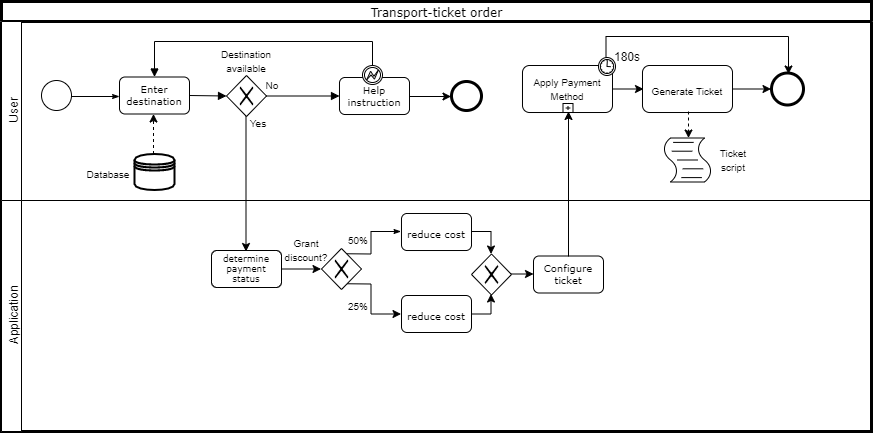 Transport-ticket order
User
Destination
available
No
Yes
Enter
destination
Help
instruction
Database
180s
Apply Payment
Method
Generate Ticket
Ticket
script
Application
determine
payment
status
Grant
discount?
50%
25%
reduce cost
reduce cost
Configure
ticket